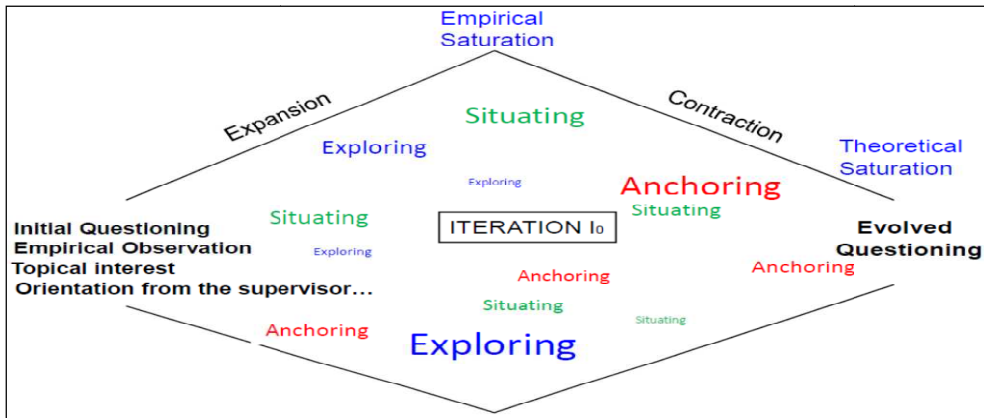 Empirical
Saturation
Expansion
Contraction
Situating
Exploring
Theoretical
Saturation
Exploring
Anchoring
Situating
Situating
Initial Questioning
ITERATION I₀
Evolved
Questioning
Empirical Observation
Exploring
Topical interest
Anchoring
Anchoring
Orientation from the supervisor…
Situating
Situating
Anchoring
Exploring